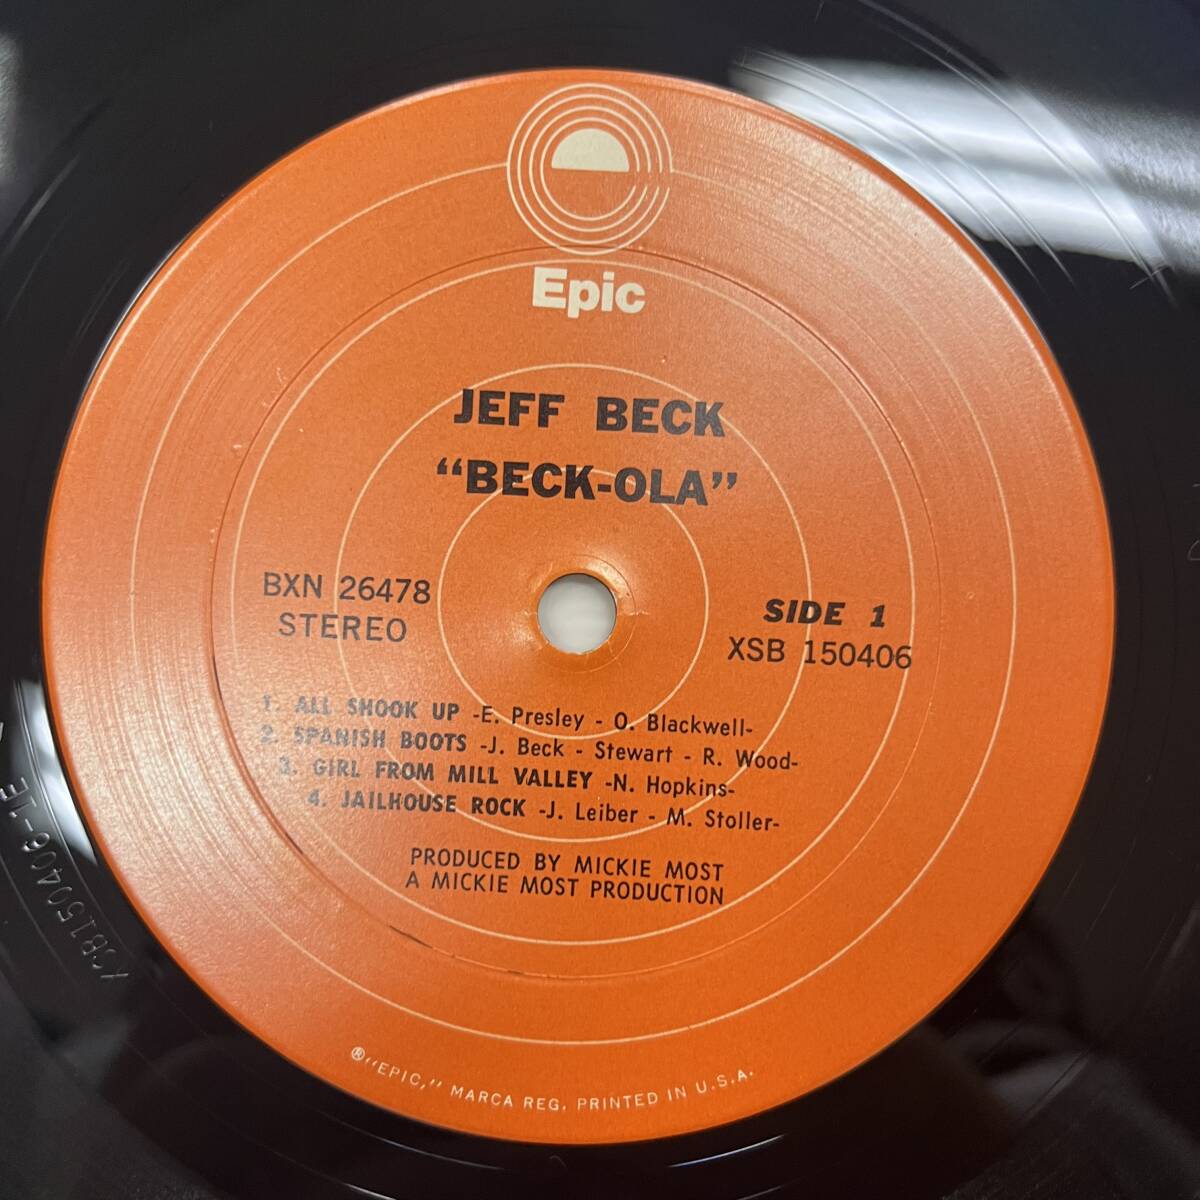 Epic
JEFF BECK
“BECK-OLA”
BXN 26478
STEREO
SIDE 1
XSB 150406
1. ALL SHOOK UP -E. Presley - O. Blackwell-
2. SPANISH BOOTS -J. Beck - Stewart - R. Wood-
3. GIRL FROM MILL VALLEY -N. Hopkins-
4. JAILHOUSE ROCK -J. Leiber - M. Stoller-
PRODUCED BY MICKIE MOST
A MICKIE MOST PRODUCTION
®“EPIC,” MARCA REG. PRINTED IN U.S.A.
XSB150406-1E